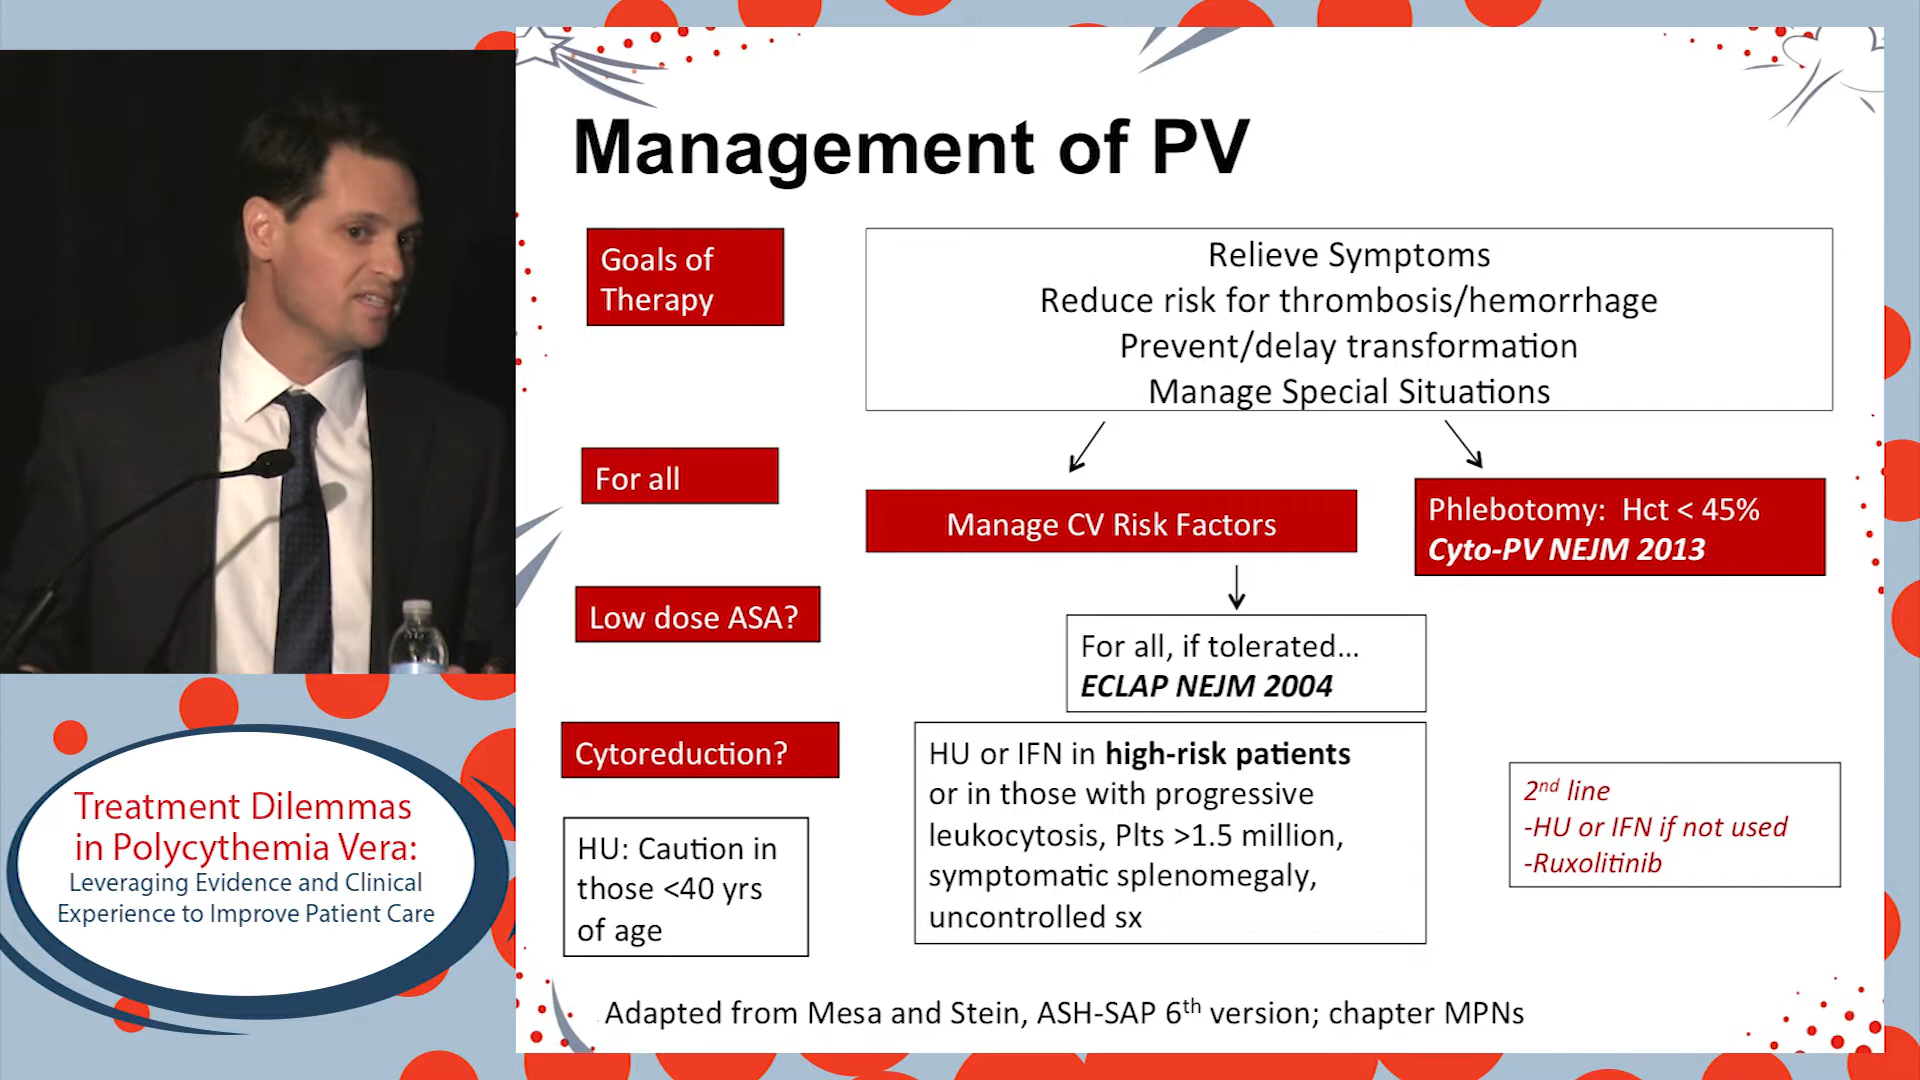 Management of PV
Goals of
Therapy
Relieve Symptoms
Reduce risk for thrombosis/hemorrhage
Prevent/delay transformation
Manage Special Situations
For all
Manage CV Risk Factors
Phlebotomy: Hct < 45%
Cyto-PV NEJM 2013
Low dose ASA?
For all, if tolerated...
ECLAP NEJM 2004
Cytoreduction?
HU or IFN in high-risk patients
or in those with progressive
leukocytosis, Plts >1.5 million,
symptomatic splenomegaly,
uncontrolled sx
2nd line
-HU or IFN if not used
-Ruxolitinib
HU: Caution in
those <40 yrs
of age
Adapted from Mesa and Stein, ASH-SAP 6th version; chapter MPNs
Treatment Dilemmas
in Polycythemia Vera:
Leveraging Evidence and Clinical
Experience to Improve Patient Care